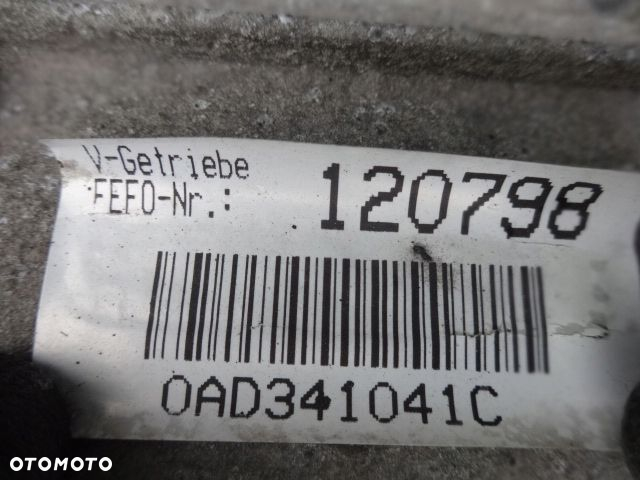 V-Getriebe
FEFO-Nr.: 120798
0AD341041C
OTOMOTO